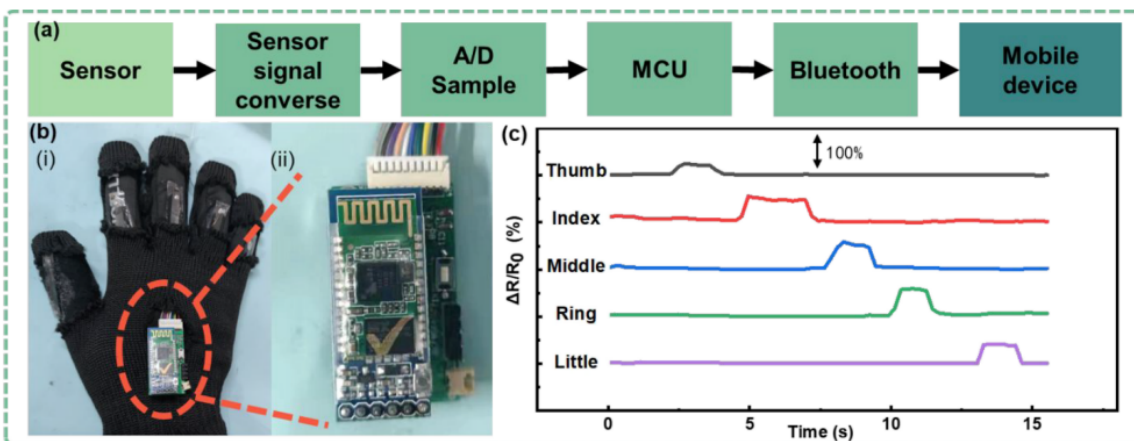 (a)
Sensor
Sensor
signal
converse
A/D
Sample
MCU
Bluetooth
Mobile
device
(b)
(i)
(ii)
(c)
100%
Thumb
Index
Middle
Ring
Little
ΔR/R0 (%)
0
5
10
15
Time (s)